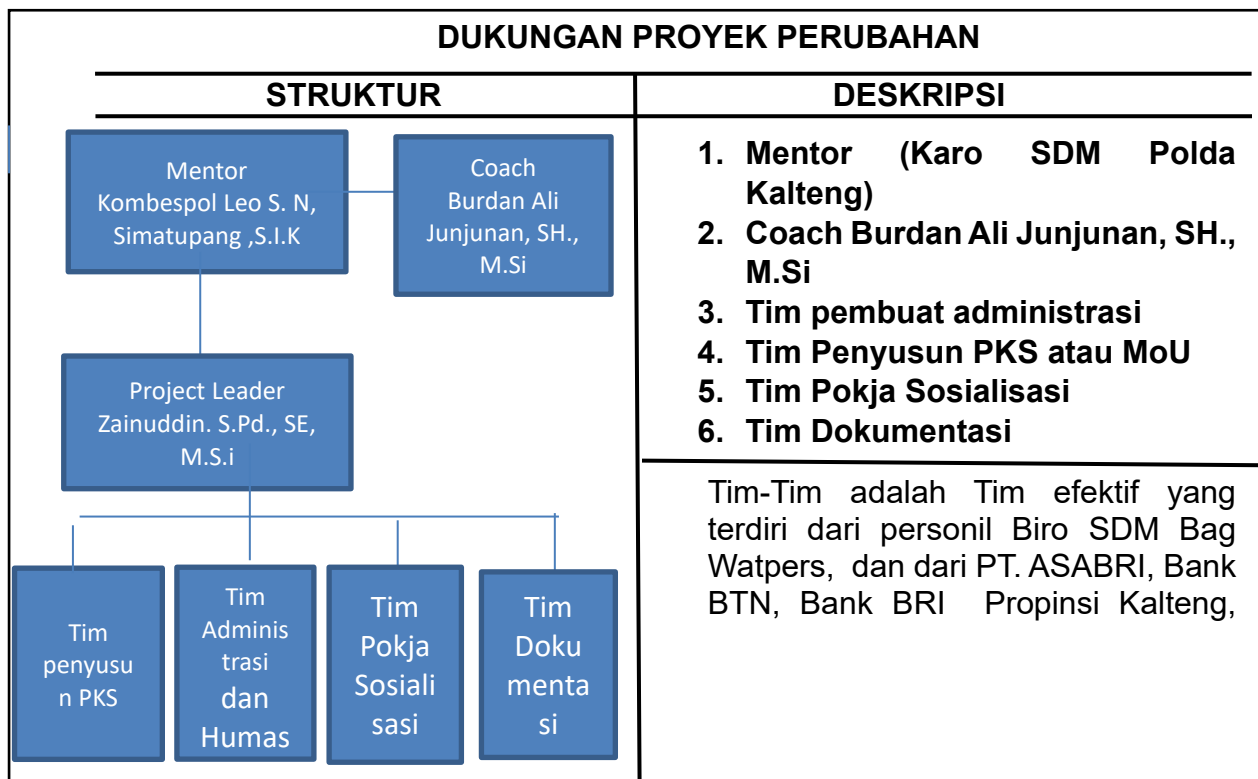 DUKUNGAN PROYEK PERUBAHAN
STRUKTUR
Mentor
Kombespol Leo S. N,
Simatupang ,S.I.K
Coach
Burdan Ali
Junjunan, SH.,
M.Si
Project Leader
Zainuddin. S.Pd., SE,
M.S.i
Tim
penyusu
n PKS
Tim
Adminis
trasi
dan
Humas
Tim
Pokja
Sosiali
sasi
Tim
Doku
menta
si
DESKRIPSI
1. Mentor (Karo SDM Polda
Kalteng)
2. Coach Burdan Ali Junjunan, SH.,
M.Si
3. Tim pembuat administrasi
4. Tim Penyusun PKS atau MoU
5. Tim Pokja Sosialisasi
6. Tim Dokumentasi
Tim-Tim adalah Tim efektif yang
terdiri dari personil Biro SDM Bag
Watpers, dan dari PT. ASABRI, Bank
BTN, Bank BRI Propinsi Kalteng,